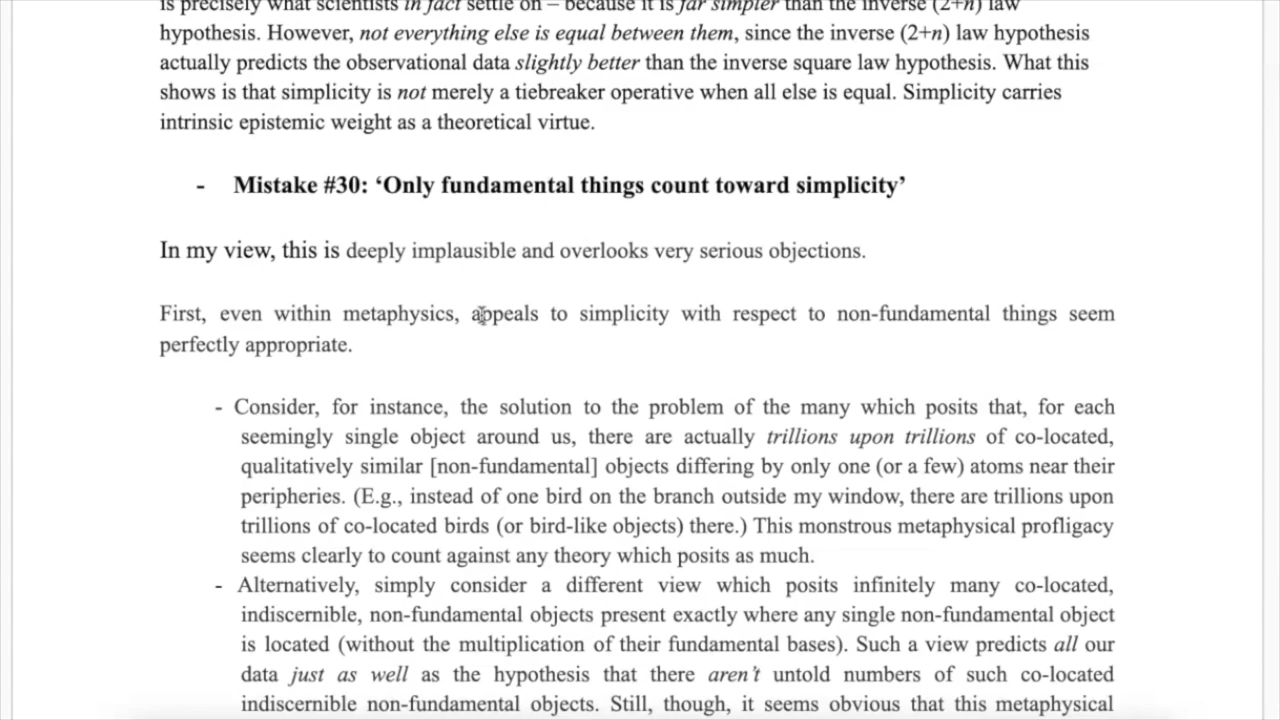 is precisely what scientists in fact settle on – because it is far simpler than the inverse (2+n) law
hypothesis. However, not everything else is equal between them, since the inverse (2+n) law hypothesis
actually predicts the observational data slightly better than the inverse square law hypothesis. What this
shows is that simplicity is not merely a tiebreaker operative when all else is equal. Simplicity carries
intrinsic epistemic weight as a theoretical virtue.
- Mistake #30: ‘Only fundamental things count toward simplicity’
In my view, this is deeply implausible and overlooks very serious objections.
First, even within metaphysics, appeals to simplicity with respect to non-fundamental things seem
perfectly appropriate.
- Consider, for instance, the solution to the problem of the many which posits that, for each
seemingly single object around us, there are actually trillions upon trillions of co-located,
qualitatively similar [non-fundamental] objects differing by only one (or a few) atoms near their
peripheries. (E.g., instead of one bird on the branch outside my window, there are trillions upon
trillions of co-located birds (or bird-like objects) there.) This monstrous metaphysical profligacy
seems clearly to count against any theory which posits as much.
- Alternatively, simply consider a different view which posits infinitely many co-located,
indiscernible, non-fundamental objects present exactly where any single non-fundamental object
is located (without the multiplication of their fundamental bases). Such a view predicts all our
data just as well as the hypothesis that there aren’t untold numbers of such co-located
indiscernible non-fundamental objects. Still, though, it seems obvious that this metaphysical